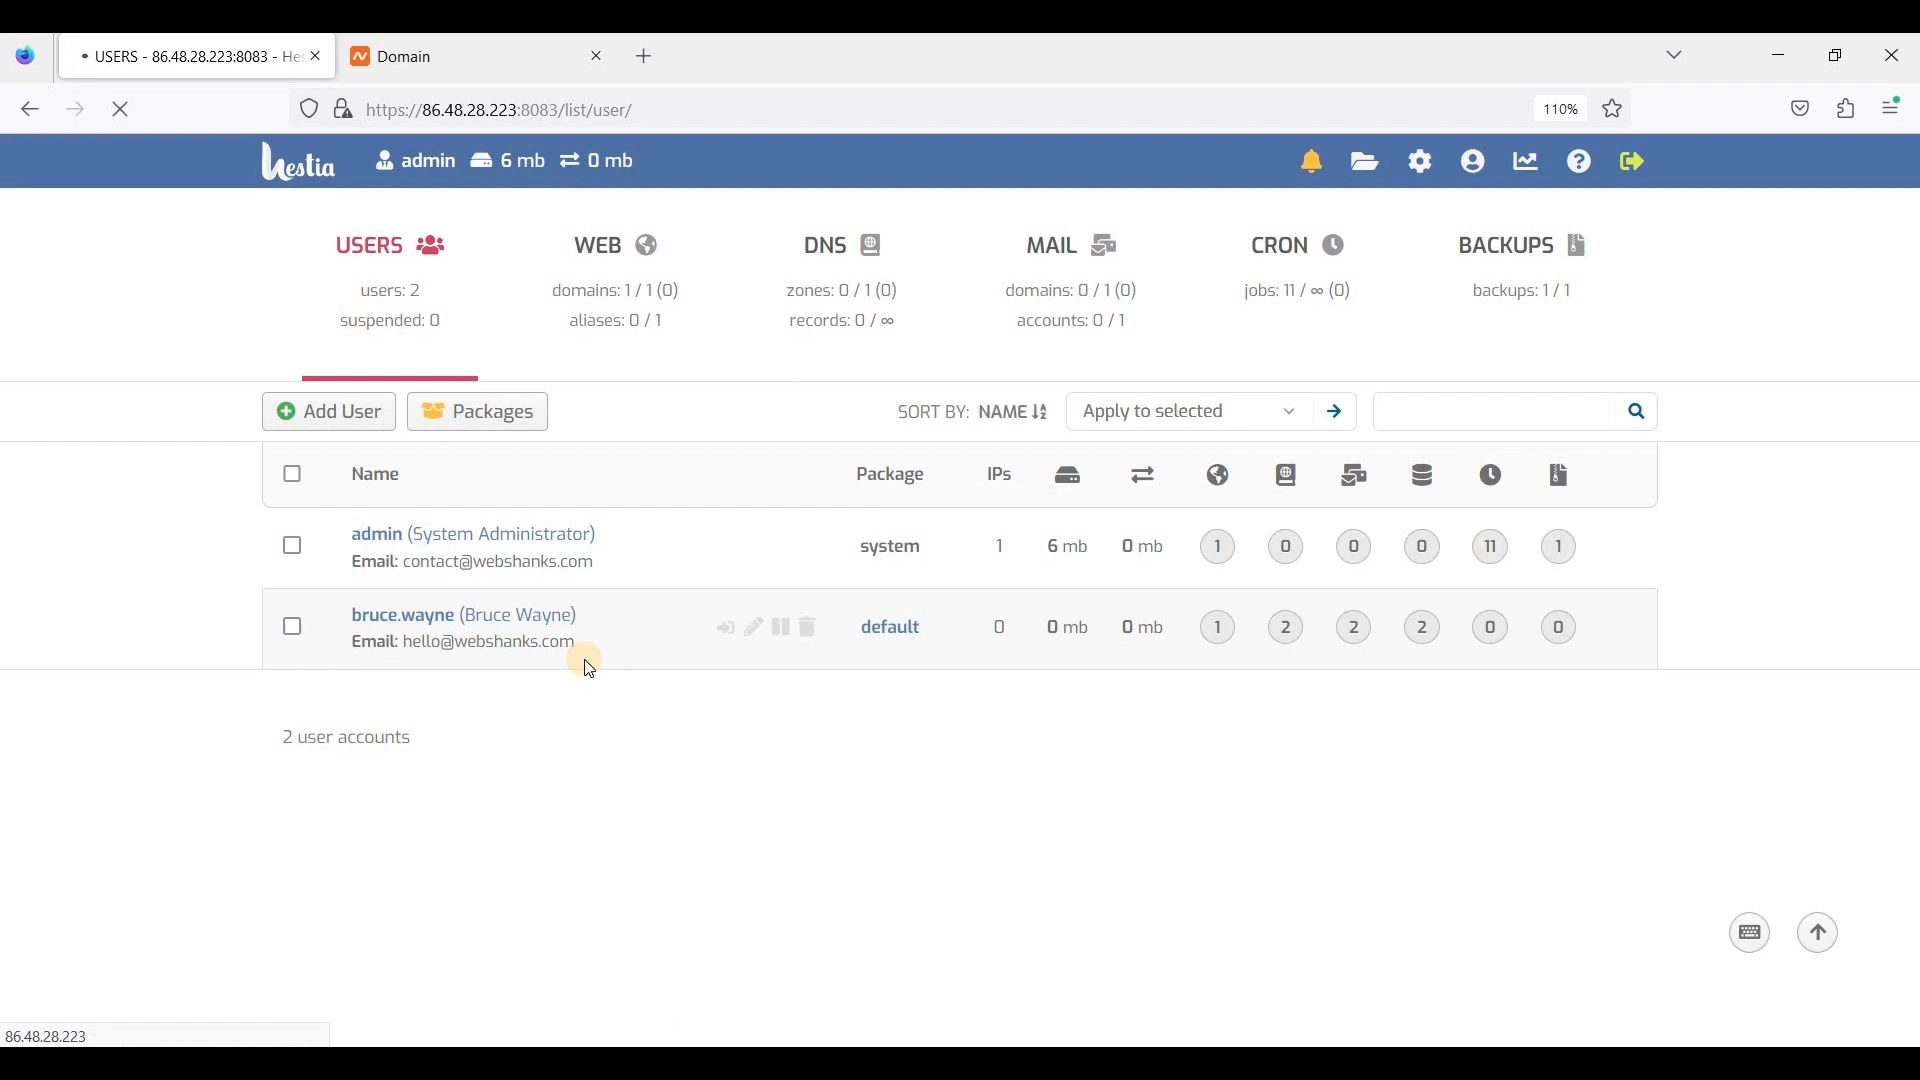 USERS - 86.48.28.223:8083 - Hes
Domain
https://86.48.28.223:8083/list/user/
110%
hestia
admin 6 mb 0 mb
USERS
users: 2
suspended: 0
WEB
domains: 1 / 1 (0)
aliases: 0 / 1
DNS
zones: 0 / 1 (0)
records: 0 / ∞
MAIL
domains: 0 / 1 (0)
accounts: 0 / 1
CRON
jobs: 11 / ∞ (0)
BACKUPS
backups: 1 / 1
Add User Packages SORT BY: NAME Apply to selected
Name Package IPs
admin (System Administrator)
Email: contact@webshanks.com
system 1 6 mb 0 mb 1 0 0 0 11 1
bruce.wayne (Bruce Wayne)
Email: hello@webshanks.com
default 0 0 mb 0 mb 1 2 2 2 0 0
2 user accounts
86.48.28.223